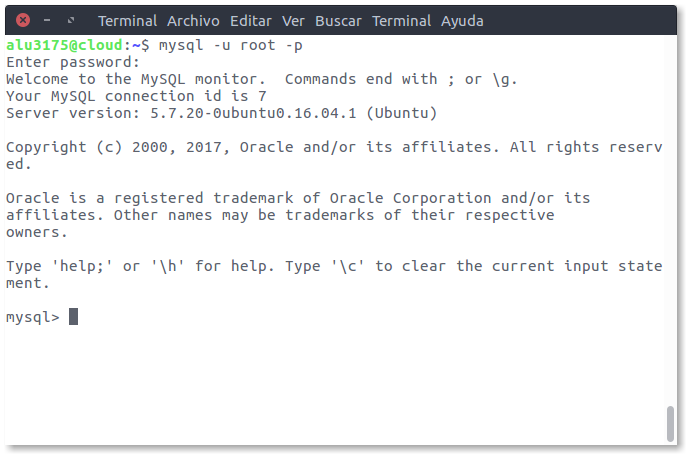 Terminal Archivo Editar Ver Buscar Terminal Ayuda
alu3175@cloud:~$ mysql -u root -p
Enter password:
Welcome to the MySQL monitor.  Commands end with ; or \g.
Your MySQL connection id is 7
Server version: 5.7.20-0ubuntu0.16.04.1 (Ubuntu)
Copyright (c) 2000, 2017, Oracle and/or its affiliates. All rights reserv
ed.
Oracle is a registered trademark of Oracle Corporation and/or its
affiliates. Other names may be trademarks of their respective
owners.
Type 'help;' or '\h' for help. Type '\c' to clear the current input state
ment.
mysql>